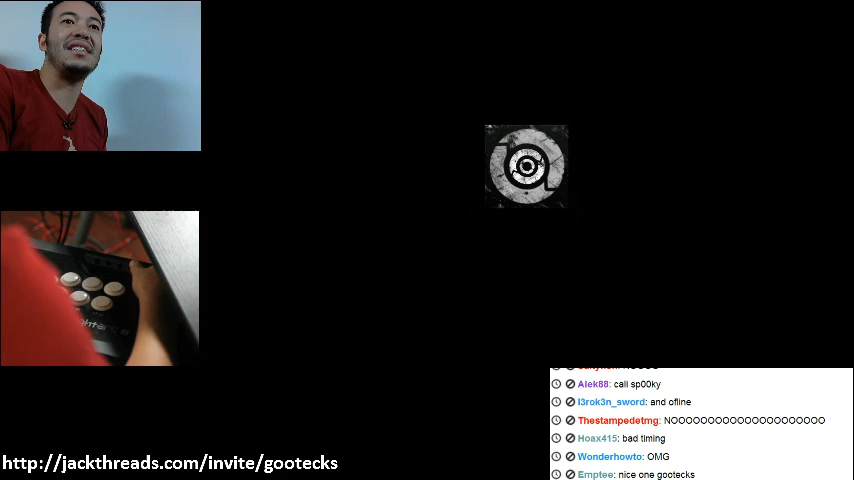 Alek88: call sp00ky
l3rok3n_sword: and ofline
Thestampedetmg: NOOOOOOOOOOOOOOOOOOOOO
Hoax415: bad timing
Wonderhowto: OMG
Emptee: nice one gootecks
http://jackthreads.com/invite/gootecks